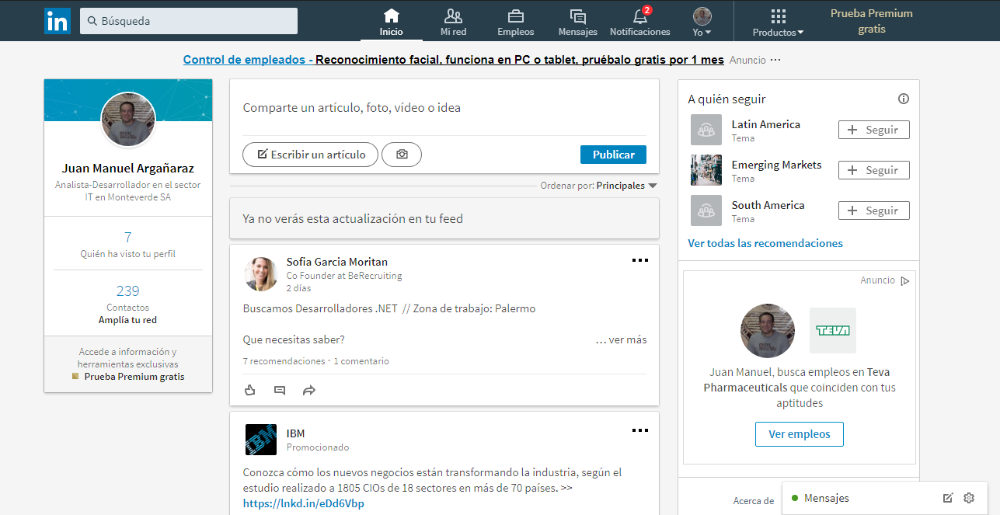 in
Búsqueda
Inicio
Mi red
Empleos
Mensajes
2
Notificaciones
Yo
Productos
Prueba Premium
gratis
Control de empleados - Reconocimiento facial, funciona en PC o tablet, pruébalo gratis por 1 mes Anuncio ···
Juan Manuel Argañaraz
Analista-Desarrollador en el sector
IT en Monteverde SA
7
Quién ha visto tu perfil
239
Contactos
Amplía tu red
Accede a información y
herramientas exclusivas
Prueba Premium gratis
Comparte un artículo, foto, vídeo o idea
Escribir un artículo
Publicar
Ordenar por: Principales
Ya no verás esta actualización en tu feed
Sofia Garcia Moritan
Co Founder at BeRecruiting
2 días
Buscamos Desarrolladores .NET // Zona de trabajo: Palermo
Que necesitas saber?
…ver más
7 recomendaciones · 1 comentario
IBM
IBM
Promocionado
Conozca cómo los nuevos negocios están transformando la industria, según el
estudio realizado a 1805 CIOs de 18 sectores en más de 70 países. >>
https://lnkd.in/eDd6Vbp
A quién seguir
Latin America
Tema
+ Seguir
Emerging Markets
Tema
+ Seguir
South America
Tema
+ Seguir
Ver todas las recomendaciones
Anuncio
TEVA
Juan Manuel, busca empleos en Teva
Pharmaceuticals que coinciden con tus
aptitudes
Ver empleos
Acerca de
Mensajes